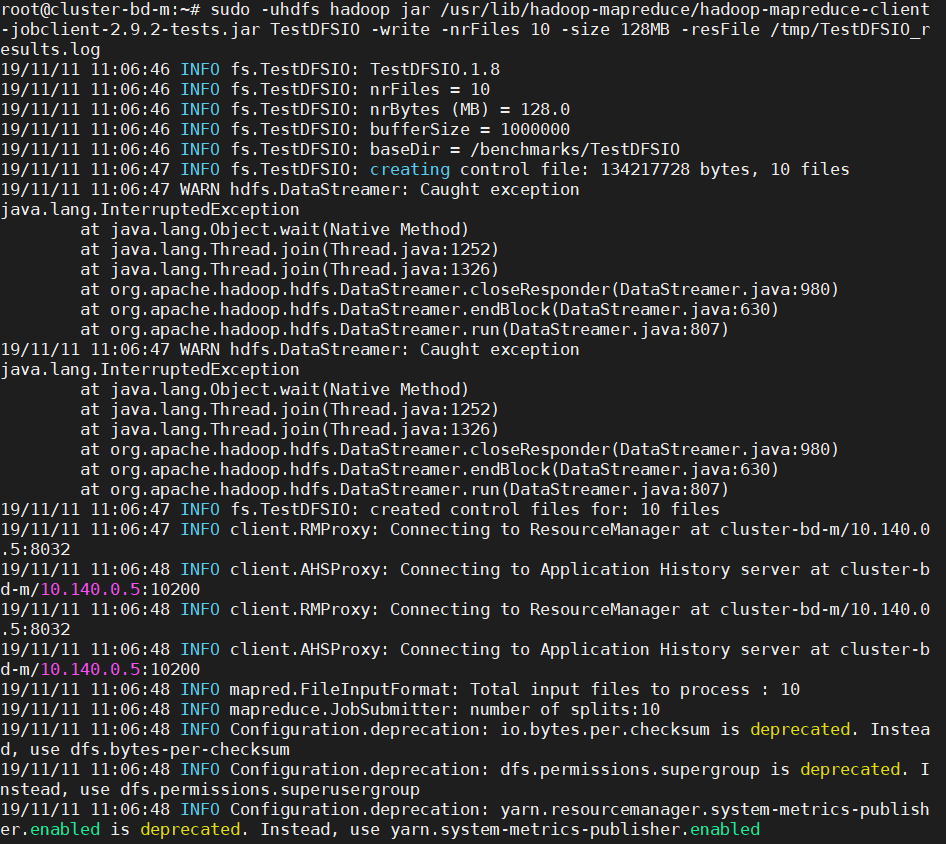 root@cluster-bd-m:~# sudo -uhdfs hadoop jar /usr/lib/hadoop-mapreduce/hadoop-mapreduce-client
-jobclient-2.9.2-tests.jar TestDFSIO -write -nrFiles 10 -size 128MB -resFile /tmp/TestDFSIO_r
esults.log
19/11/11 11:06:46 INFO fs.TestDFSIO: TestDFSIO.1.8
19/11/11 11:06:46 INFO fs.TestDFSIO: nrFiles = 10
19/11/11 11:06:46 INFO fs.TestDFSIO: nrBytes (MB) = 128.0
19/11/11 11:06:46 INFO fs.TestDFSIO: bufferSize = 1000000
19/11/11 11:06:46 INFO fs.TestDFSIO: baseDir = /benchmarks/TestDFSIO
19/11/11 11:06:47 INFO fs.TestDFSIO: creating control file: 134217728 bytes, 10 files
19/11/11 11:06:47 WARN hdfs.DataStreamer: Caught exception
java.lang.InterruptedException
        at java.lang.Object.wait(Native Method)
        at java.lang.Thread.join(Thread.java:1252)
        at java.lang.Thread.join(Thread.java:1326)
        at org.apache.hadoop.hdfs.DataStreamer.closeResponder(DataStreamer.java:980)
        at org.apache.hadoop.hdfs.DataStreamer.endBlock(DataStreamer.java:630)
        at org.apache.hadoop.hdfs.DataStreamer.run(DataStreamer.java:807)
19/11/11 11:06:47 WARN hdfs.DataStreamer: Caught exception
java.lang.InterruptedException
        at java.lang.Object.wait(Native Method)
        at java.lang.Thread.join(Thread.java:1252)
        at java.lang.Thread.join(Thread.java:1326)
        at org.apache.hadoop.hdfs.DataStreamer.closeResponder(DataStreamer.java:980)
        at org.apache.hadoop.hdfs.DataStreamer.endBlock(DataStreamer.java:630)
        at org.apache.hadoop.hdfs.DataStreamer.run(DataStreamer.java:807)
19/11/11 11:06:47 INFO fs.TestDFSIO: created control files for: 10 files
19/11/11 11:06:47 INFO client.RMProxy: Connecting to ResourceManager at cluster-bd-m/10.140.0
.5:8032
19/11/11 11:06:48 INFO client.AHSProxy: Connecting to Application History server at cluster-b
d-m/10.140.0.5:10200
19/11/11 11:06:48 INFO client.RMProxy: Connecting to ResourceManager at cluster-bd-m/10.140.0
.5:8032
19/11/11 11:06:48 INFO client.AHSProxy: Connecting to Application History server at cluster-b
d-m/10.140.0.5:10200
19/11/11 11:06:48 INFO mapred.FileInputFormat: Total input files to process : 10
19/11/11 11:06:48 INFO mapreduce.JobSubmitter: number of splits:10
19/11/11 11:06:48 INFO Configuration.deprecation: io.bytes.per.checksum is deprecated. Instea
d, use dfs.bytes-per-checksum
19/11/11 11:06:48 INFO Configuration.deprecation: dfs.permissions.supergroup is deprecated. I
nstead, use dfs.permissions.superusergroup
19/11/11 11:06:48 INFO Configuration.deprecation: yarn.resourcemanager.system-metrics-publish
er.enabled is deprecated. Instead, use yarn.system-metrics-publisher.enabled